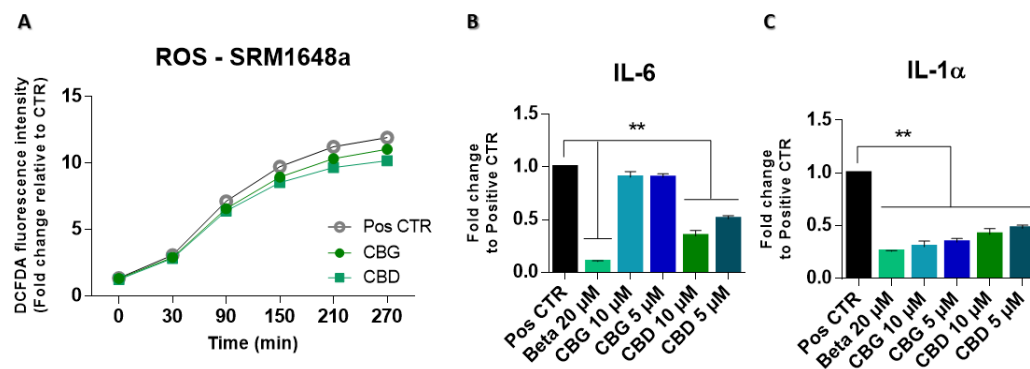 A
ROS - SRM1648a
DCFDA fluorescence intensity
(Fold change relative to CTR)
15
10
5
0
Pos CTR
CBG
CBD
0 30 90 150 210 270
Time (min)
B
IL-6
Fold change
to Positive CTR
1.5
1.0
0.5
0.0
**
Pos CTR
Beta 20 µM
CBG 10 µM
CBG 5 µM
CBD 10 µM
CBD 5 µM
C
IL-1α
Fold change
to Positive CTR
1.5
1.0
0.5
0.0
**
Pos CTR
Beta 20 µM
CBG 10 µM
CBG 5 µM
CBD 10 µM
CBD 5 µM